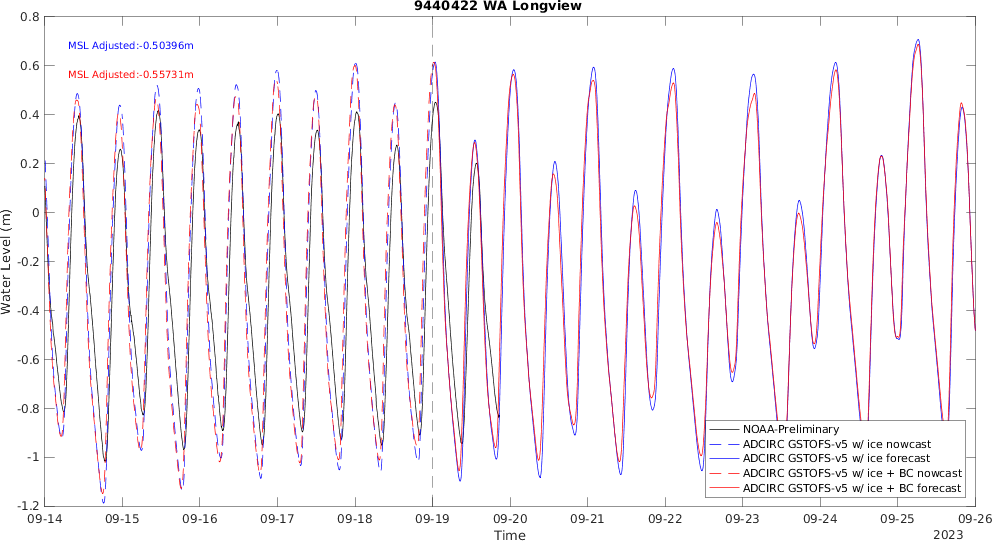 9440422 WA Longview
MSL Adjusted:-0.50396m
MSL Adjusted:-0.55731m
Water Level (m)
0.8
0.6
0.4
0.2
0
-0.2
-0.4
-0.6
-0.8
-1
-1.2
NOAA-Preliminary
ADCIRC GSTOFS-v5 w/ ice nowcast
ADCIRC GSTOFS-v5 w/ ice forecast
ADCIRC GSTOFS-v5 w/ ice + BC nowcast
ADCIRC GSTOFS-v5 w/ ice + BC forecast
09-14 09-15 09-16 09-17 09-18 09-19 09-20 09-21 09-22 09-23 09-24 09-25 09-26
Time
2023